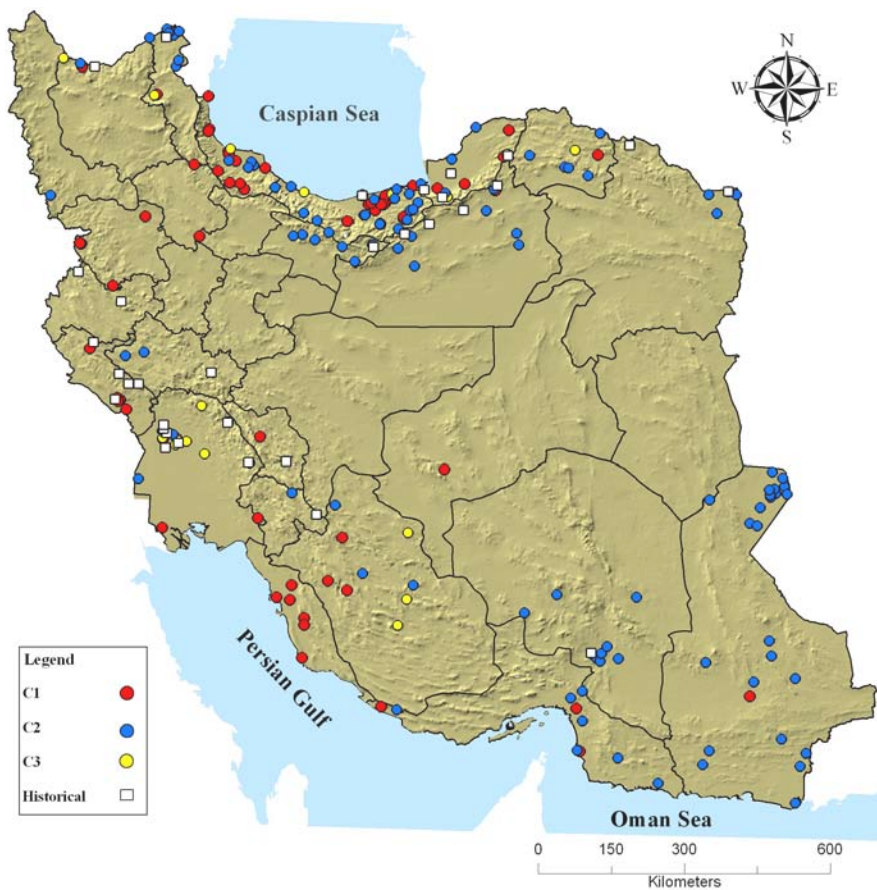 N
W E
S
Caspian Sea
Persian Gulf
Legend
C1
C2
C3
Historical
Oman Sea
0 150 300 600
Kilometers